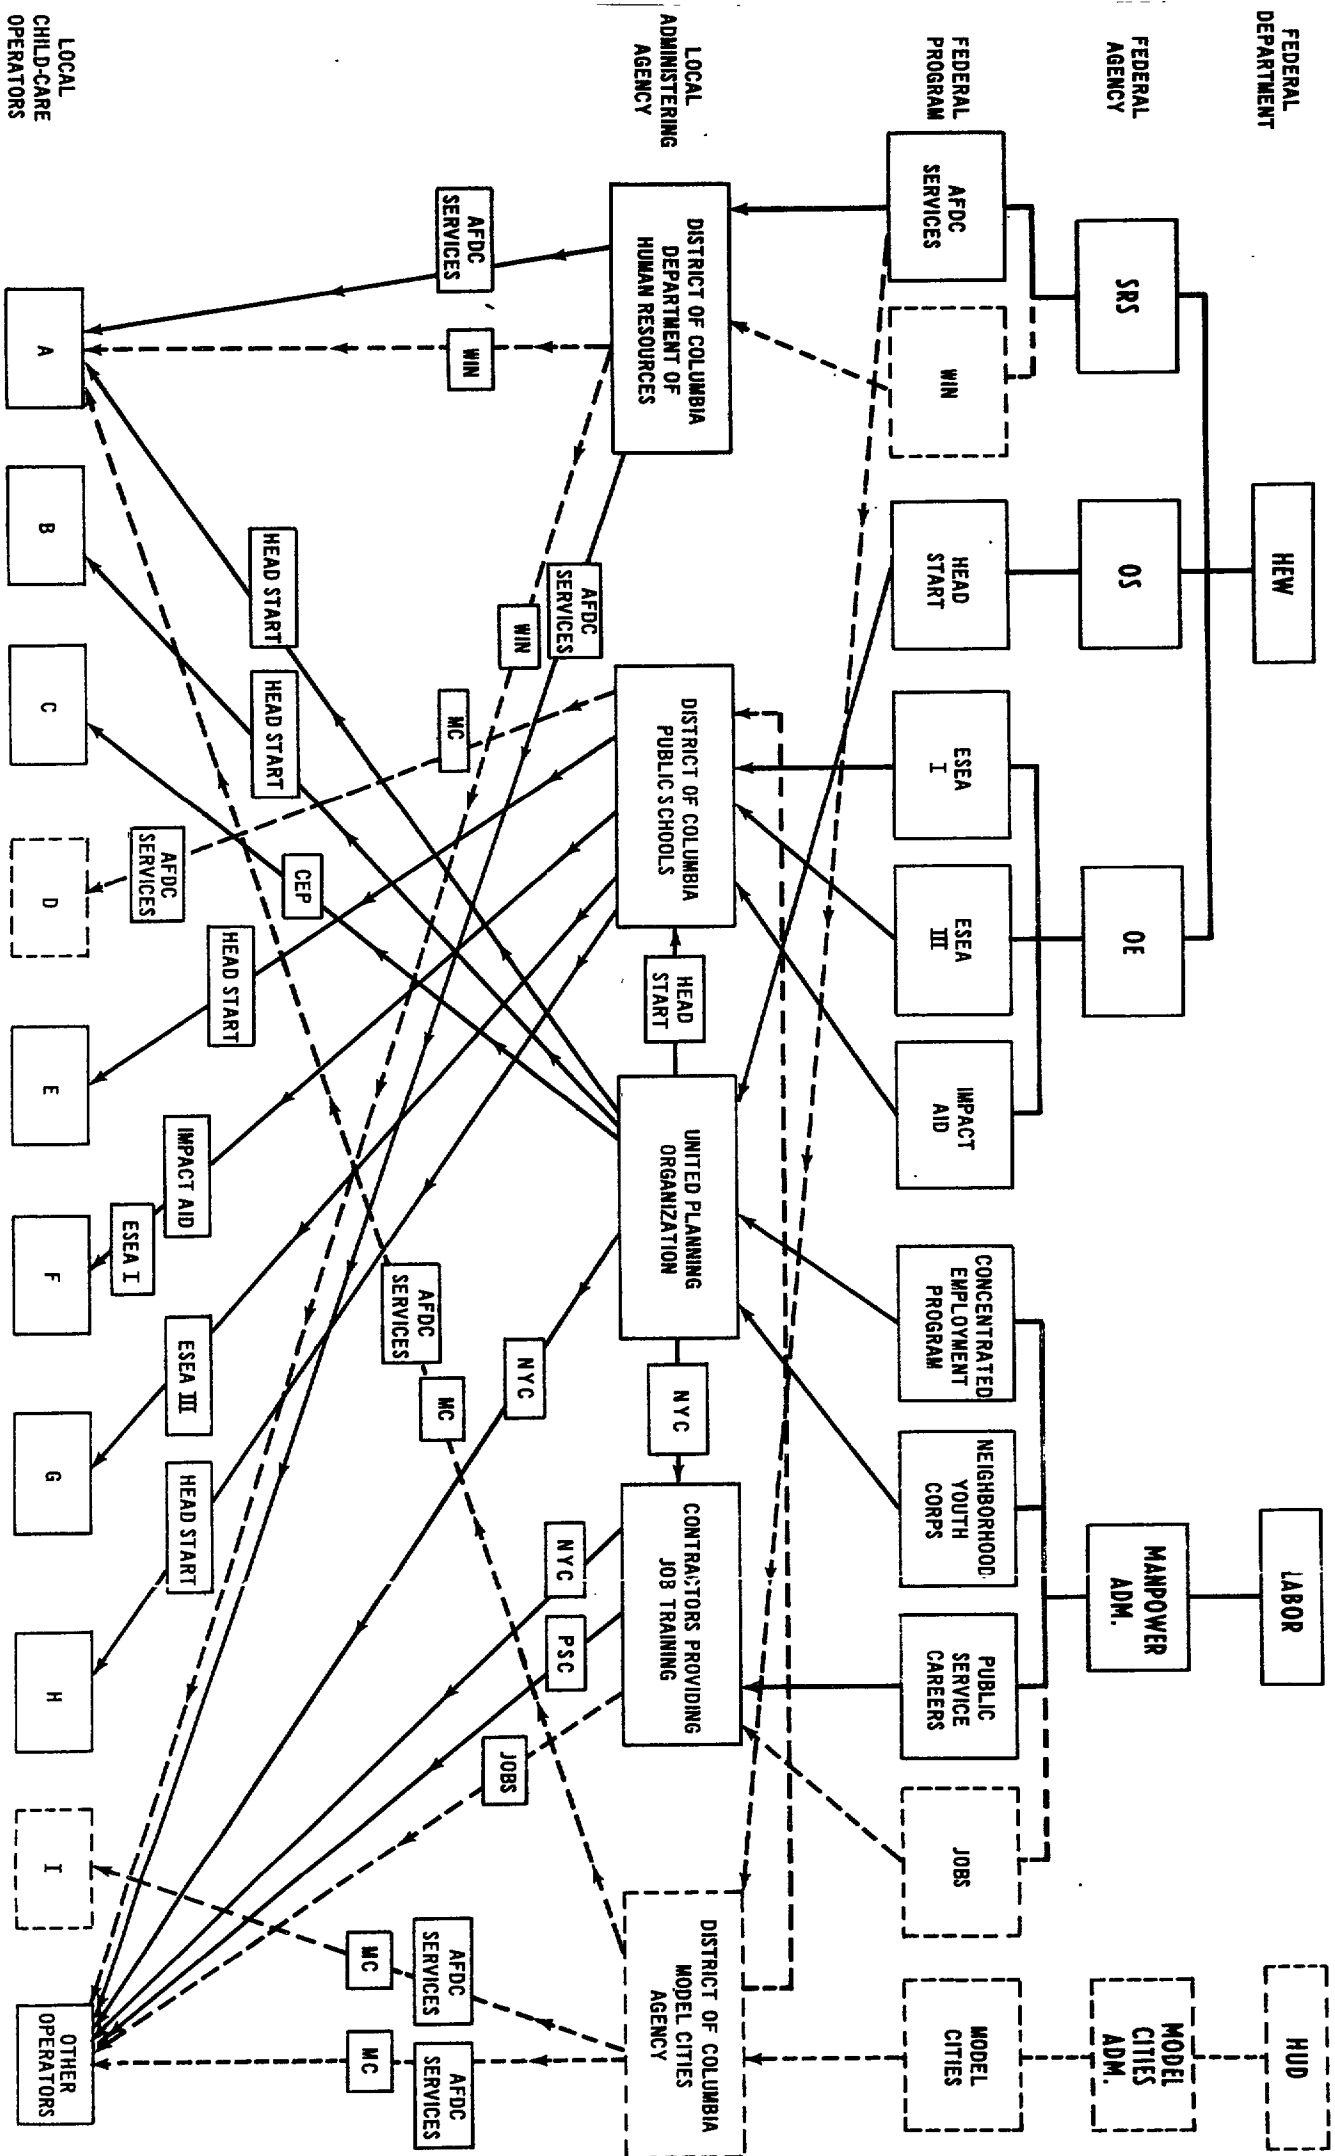 FEDERAL
DEPARTMENT
HEW
LABOR
HUD
FEDERAL
AGENCY
SRS
OS
OE
MANPOWER
ADM.
MODEL
CITIES
ADM.
FEDERAL
PROGRAM
AFDC
SERVICES
WIN
HEAD
START
ESEA
I
ESEA
III
IMPACT
AID
CONCENTRATED
EMPLOYMENT
PROGRAM
NEIGHBORHOOD
YOUTH
CORPS
PUBLIC
SERVICE
CAREERS
JOBS
MODEL
CITIES
LOCAL
ADMINISTERING
AGENCY
DISTRICT OF COLUMBIA
DEPARTMENT OF
HUMAN RESOURCES
DISTRICT OF COLUMBIA
PUBLIC SCHOOLS
HEAD
START
UNITED PLANNING
ORGANIZATION
NYC
CONTRACTORS PROVIDING
JOB TRAINING
DISTRICT OF COLUMBIA
MODEL CITIES
AGENCY
AFDC
SERVICES
WIN
AFDC
SERVICES
WIN
MC
NYC
NYC
PSC
JOBS
AFDC
SERVICES
MC
AFDC
SERVICES
MC
AFDC
SERVICES
MC
HEAD START
HEAD START
CEP
AFDC
SERVICES
HEAD START
IMPACT AID
ESEA I
ESEA III
HEAD START
LOCAL
CHILD-CARE
OPERATORS
A
B
C
D
E
F
G
H
I
OTHER
OPERATORS